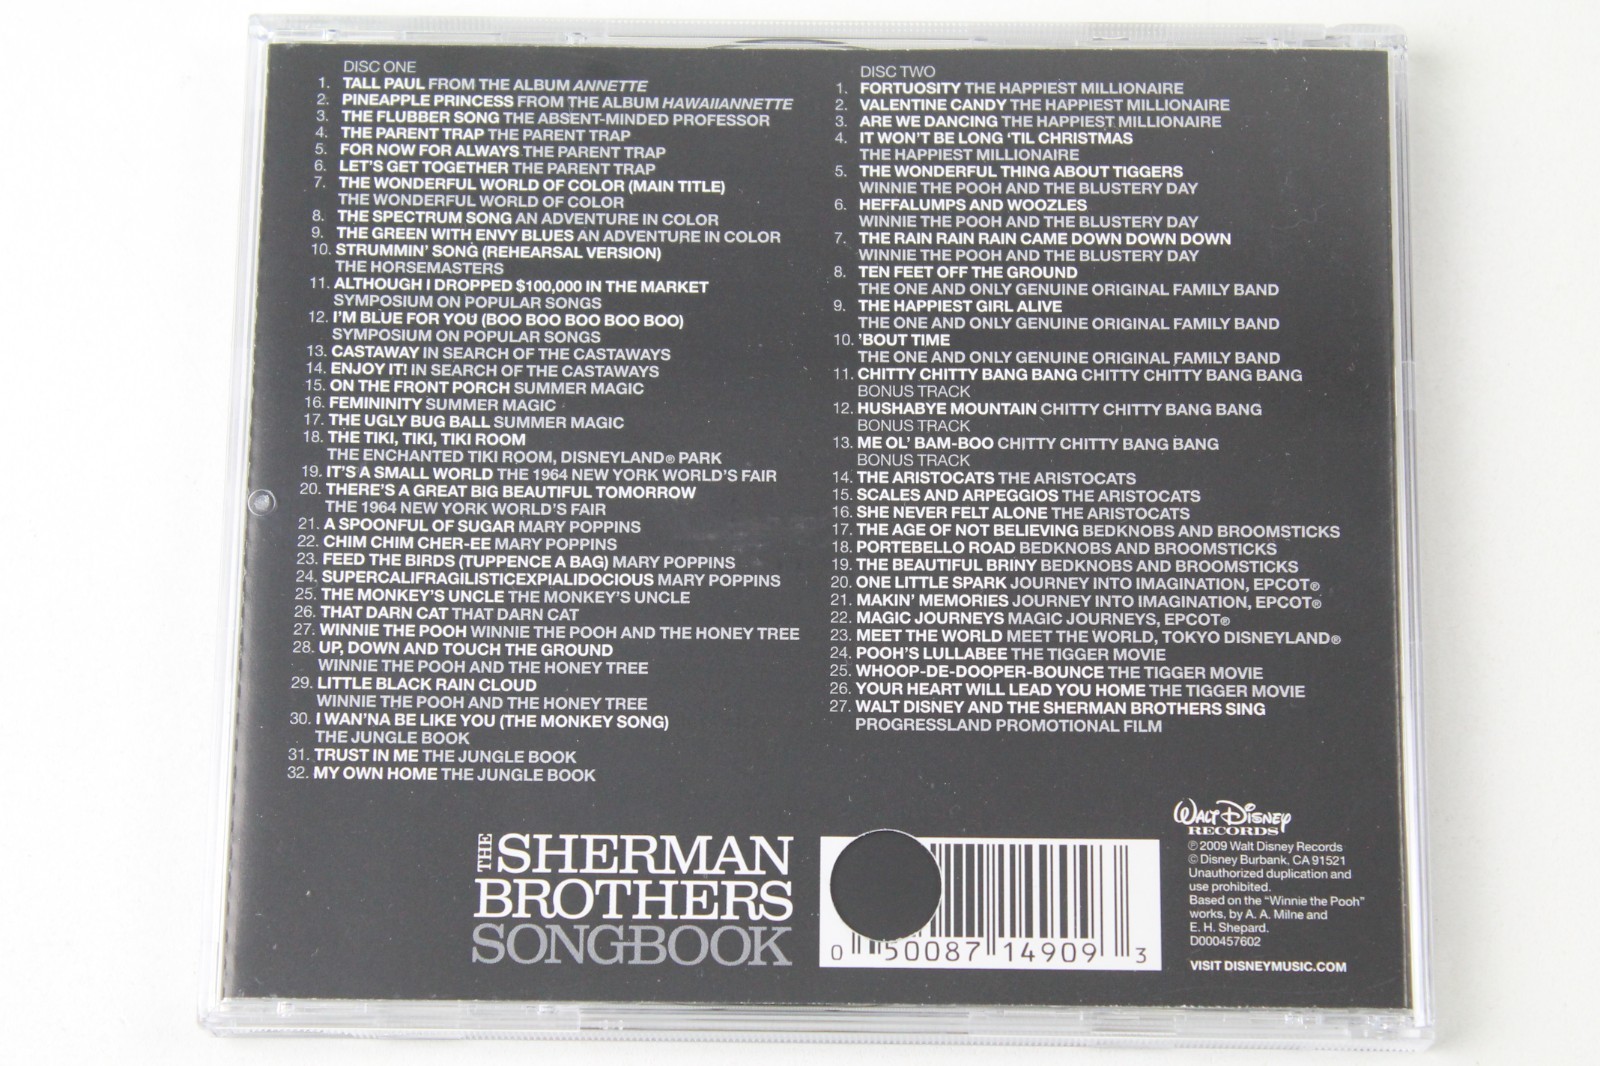 DISC ONE
1. TALL PAUL FROM THE ALBUM ANNETTE
2. PINEAPPLE PRINCESS FROM THE ALBUM HAWAIIANNETTE
3. THE FLUBBER SONG THE ABSENT-MINDED PROFESSOR
4. THE PARENT TRAP THE PARENT TRAP
5. FOR NOW FOR ALWAYS THE PARENT TRAP
6. LET'S GET TOGETHER THE PARENT TRAP
7. THE WONDERFUL WORLD OF COLOR (MAIN TITLE)
THE WONDERFUL WORLD OF COLOR
8. THE SPECTRUM SONG AN ADVENTURE IN COLOR
9. THE GREEN WITH ENVY BLUES AN ADVENTURE IN COLOR
10. STRUMMIN' SONG (REHEARSAL VERSION)
THE HORSEMASTERS
11. ALTHOUGH I DROPPED $100,000 IN THE MARKET
SYMPOSIUM ON POPULAR SONGS
12. I'M BLUE FOR YOU (BOO BOO BOO BOO BOO)
SYMPOSIUM ON POPULAR SONGS
13. CASTAWAY IN SEARCH OF THE CASTAWAYS
14. ENJOY IT! IN SEARCH OF THE CASTAWAYS
15. ON THE FRONT PORCH SUMMER MAGIC
16. FEMININITY SUMMER MAGIC
17. THE UGLY BUG BALL SUMMER MAGIC
18. THE TIKI, TIKI, TIKI ROOM
THE ENCHANTED TIKI ROOM, DISNEYLAND® PARK
19. IT'S A SMALL WORLD THE 1964 NEW YORK WORLD'S FAIR
20. THERE'S A GREAT BIG BEAUTIFUL TOMORROW
THE 1964 NEW YORK WORLD'S FAIR
21. A SPOONFUL OF SUGAR MARY POPPINS
22. CHIM CHIM CHER-EE MARY POPPINS
23. FEED THE BIRDS (TUPPENCE A BAG) MARY POPPINS
24. SUPERCALIFRAGILISTICEXPIALIDOCIOUS MARY POPPINS
25. THE MONKEY'S UNCLE THE MONKEY'S UNCLE
26. THAT DARN CAT THAT DARN CAT
27. WINNIE THE POOH WINNIE THE POOH AND THE HONEY TREE
28. UP, DOWN AND TOUCH THE GROUND
WINNIE THE POOH AND THE HONEY TREE
29. LITTLE BLACK RAIN CLOUD
WINNIE THE POOH AND THE HONEY TREE
30. I WAN'NA BE LIKE YOU (THE MONKEY SONG)
THE JUNGLE BOOK
31. TRUST IN ME THE JUNGLE BOOK
32. MY OWN HOME THE JUNGLE BOOK
DISC TWO
1. FORTUOSITY THE HAPPIEST MILLIONAIRE
2. VALENTINE CANDY THE HAPPIEST MILLIONAIRE
3. ARE WE DANCING THE HAPPIEST MILLIONAIRE
4. IT WON'T BE LONG 'TIL CHRISTMAS
THE HAPPIEST MILLIONAIRE
5. THE WONDERFUL THING ABOUT TIGGERS
WINNIE THE POOH AND THE BLUSTERY DAY
6. HEFFALUMPS AND WOOZLES
WINNIE THE POOH AND THE BLUSTERY DAY
7. THE RAIN RAIN RAIN CAME DOWN DOWN DOWN
WINNIE THE POOH AND THE BLUSTERY DAY
8. TEN FEET OFF THE GROUND
THE ONE AND ONLY GENUINE ORIGINAL FAMILY BAND
9. THE HAPPIEST GIRL ALIVE
THE ONE AND ONLY GENUINE ORIGINAL FAMILY BAND
10. 'BOUT TIME
THE ONE AND ONLY GENUINE ORIGINAL FAMILY BAND
11. CHITTY CHITTY BANG BANG CHITTY CHITTY BANG BANG
BONUS TRACK
12. HUSHABYE MOUNTAIN CHITTY CHITTY BANG BANG
BONUS TRACK
13. ME OL' BAM-BOO CHITTY CHITTY BANG BANG
BONUS TRACK
14. THE ARISTOCATS THE ARISTOCATS
15. SCALES AND ARPEGGIOS THE ARISTOCATS
16. SHE NEVER FELT ALONE THE ARISTOCATS
17. THE AGE OF NOT BELIEVING BEDKNOBS AND BROOMSTICKS
18. PORTEBELLO ROAD BEDKNOBS AND BROOMSTICKS
19. THE BEAUTIFUL BRINY BEDKNOBS AND BROOMSTICKS
20. ONE LITTLE SPARK JOURNEY INTO IMAGINATION, EPCOT®
21. MAKIN' MEMORIES JOURNEY INTO IMAGINATION, EPCOT®
22. MAGIC JOURNEYS MAGIC JOURNEYS, EPCOT®
23. MEET THE WORLD MEET THE WORLD, TOKYO DISNEYLAND®
24. POOH'S LULLABEE THE TIGGER MOVIE
25. WHOOP-DE-DOOPER-BOUNCE THE TIGGER MOVIE
26. YOUR HEART WILL LEAD YOU HOME THE TIGGER MOVIE
27. WALT DISNEY AND THE SHERMAN BROTHERS SING
PROGRESSLAND PROMOTIONAL FILM
THE SHERMAN
BROTHERS
SONGBOOK
0 50087 14909 3
WALT DISNEY
RECORDS
℗ 2009 Walt Disney Records
© Disney Burbank, CA 91521
Unauthorized duplication and
use prohibited.
Based on the "Winnie the Pooh"
works, by A. A. Milne and
E. H. Shepard.
D000457602
VISIT DISNEYMUSIC.COM